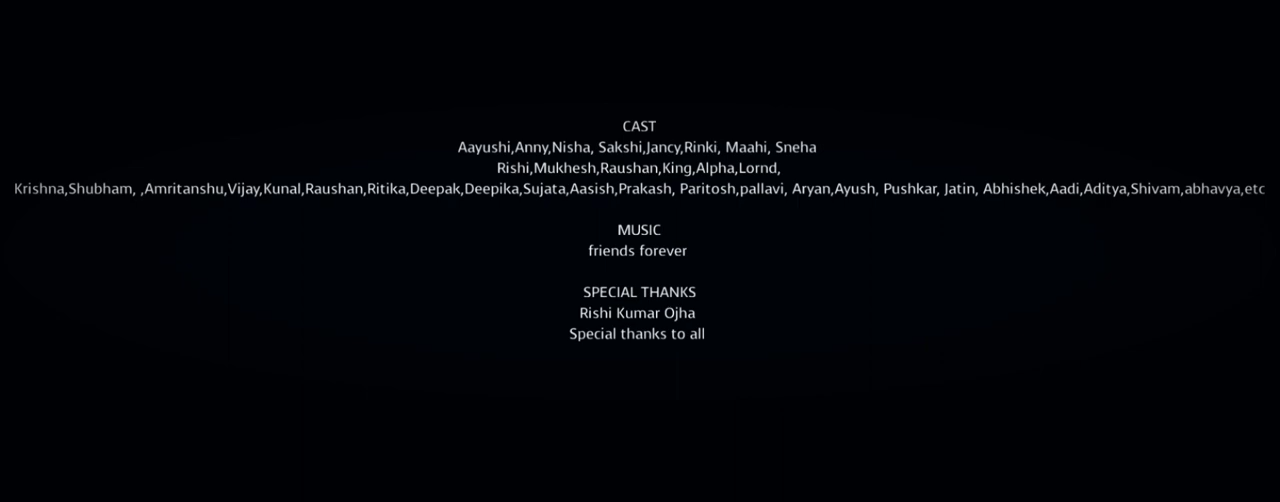 CAST
Aayushi,Anny,Nisha, Sakshi,Jancy,Rinki, Maahi, Sneha
Rishi,Mukhesh,Raushan,King,Alpha,Lornd,
Krishna,Shubham, ,Amritanshu,Vijay,Kunal,Raushan,Ritika,Deepak,Deepika,Sujata,Aasish,Prakash, Paritosh,pallavi, Aryan,Ayush, Pushkar, Jatin, Abhishek,Aadi,Aditya,Shivam,abhavya,etc
MUSIC
friends forever
SPECIAL THANKS
Rishi Kumar Ojha
Special thanks to all